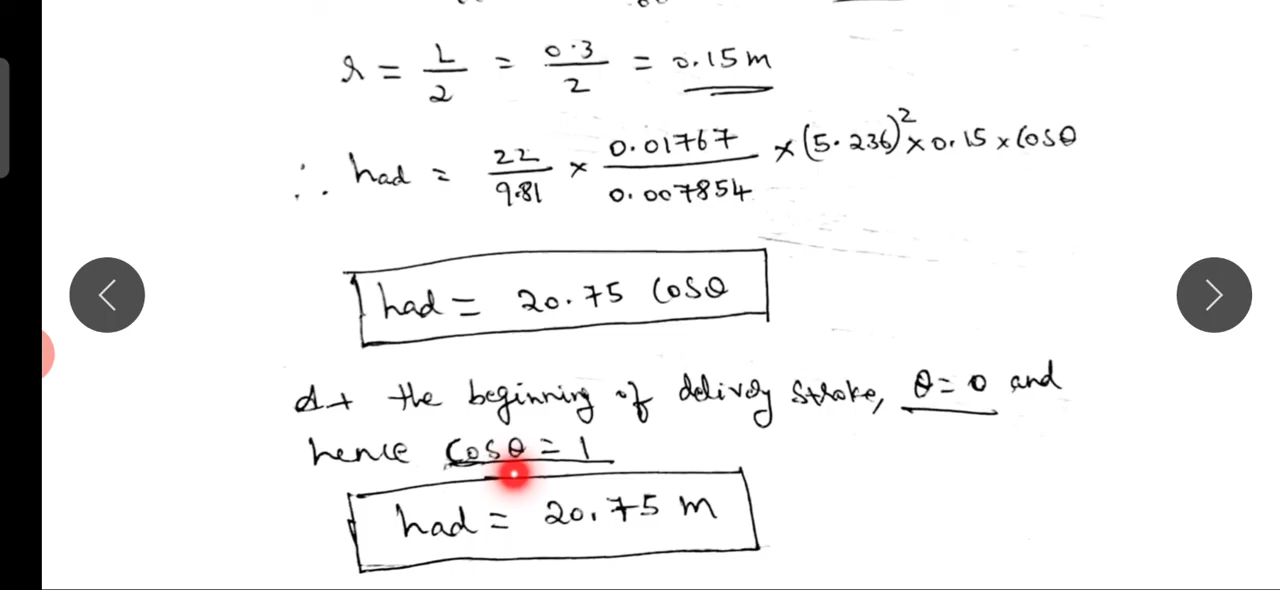 r = L/2 = 0.3/2 = 0.15 m
∴ had = 22/9.81 × 0.01767/0.007854 × (5.236)² × 0.15 × Cosθ
had = 20.75 Cosθ
At the beginning of delivery stroke, θ = 0 and
hence Cosθ = 1
had = 20.75 m